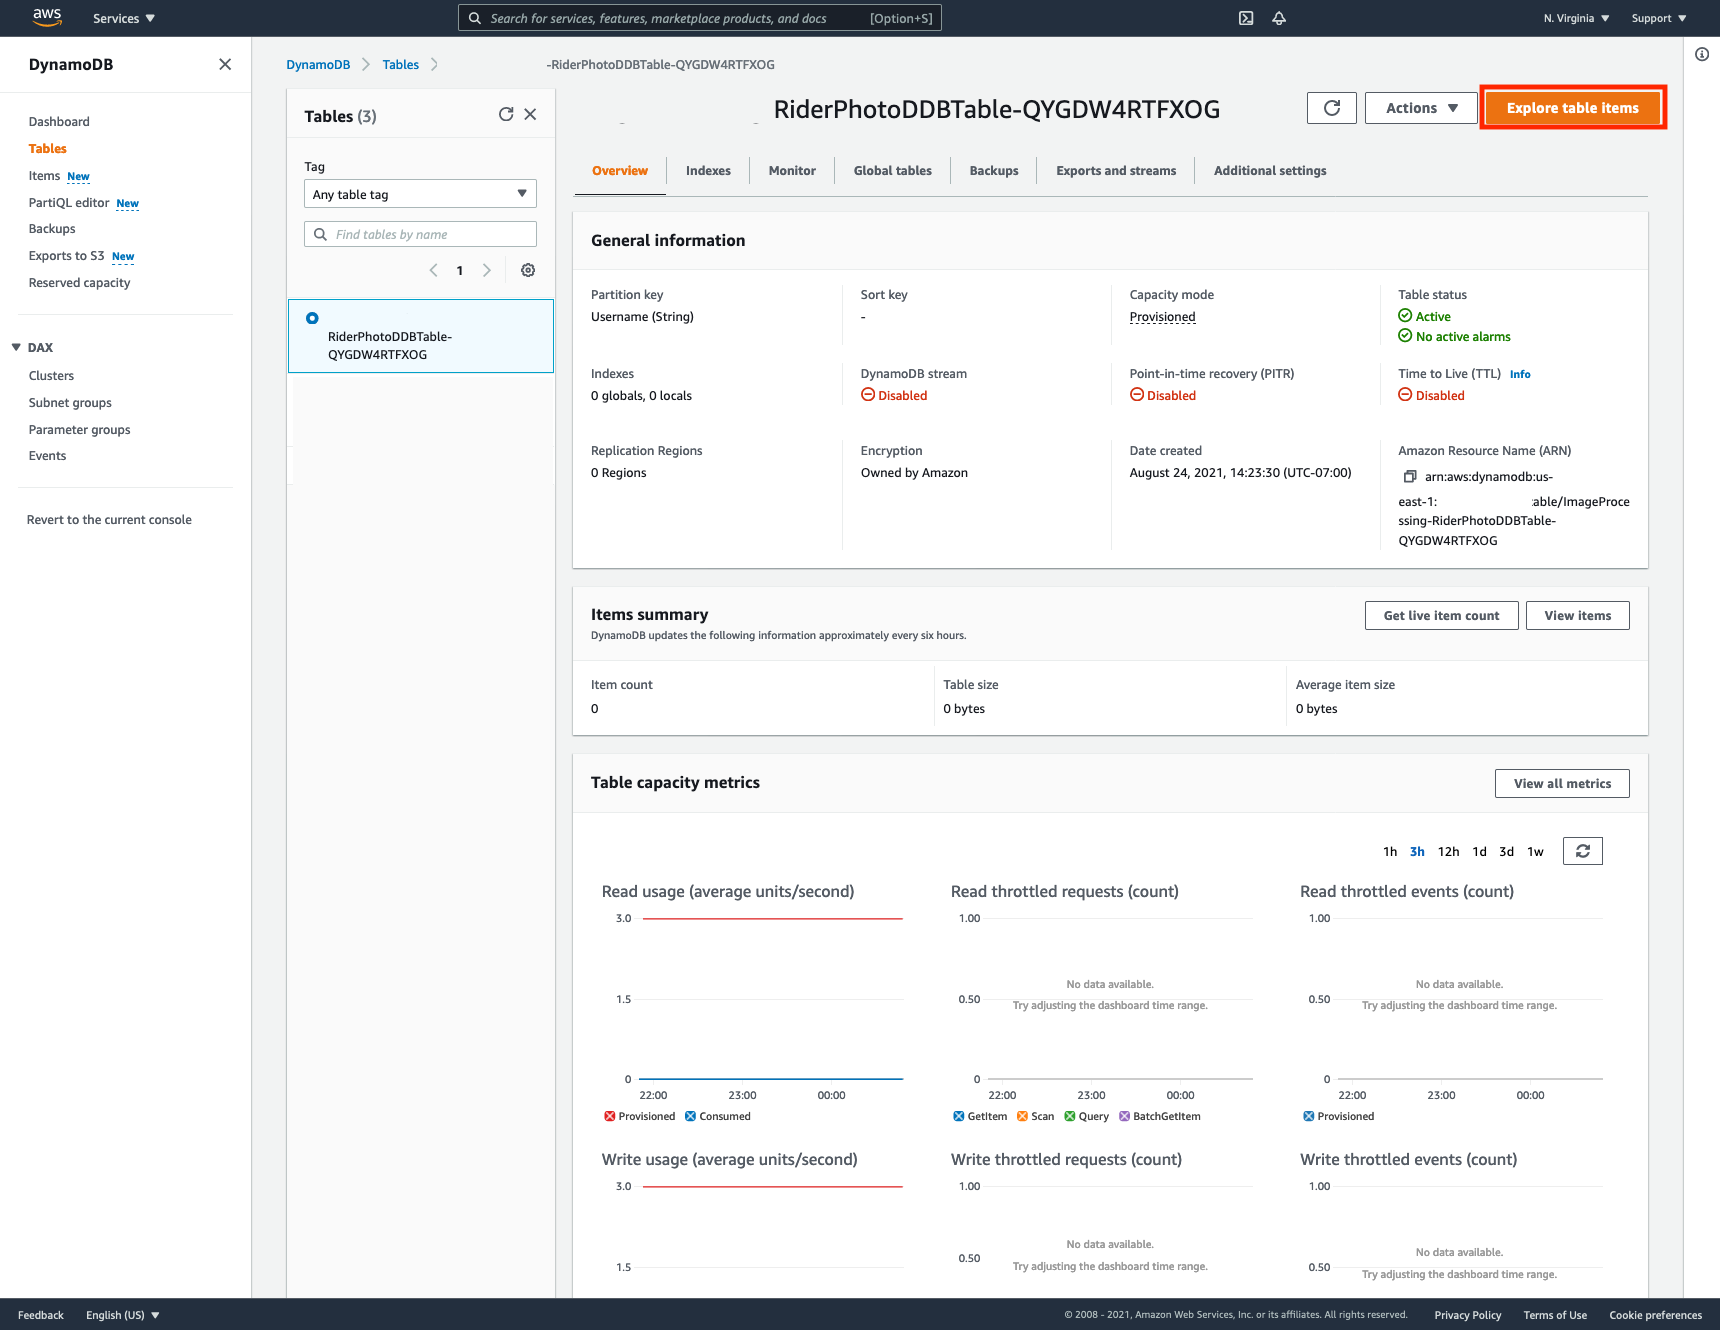 aws
Services
Search for services, features, marketplace products, and docs
[Option+S]
N. Virginia
Support
DynamoDB
Dashboard
Tables
Items New
PartiQL editor New
Backups
Exports to S3 New
Reserved capacity
DAX
Clusters
Subnet groups
Parameter groups
Events
Revert to the current console
DynamoDB
Tables
-RiderPhotoDDBTable-QYGDW4RTFXOG
Tables (3)
Tag
Any table tag
Find tables by name
1
RiderPhotoDDBTable-
QYGDW4RTFXOG
RiderPhotoDDBTable-QYGDW4RTFXOG
Actions
Explore table items
Overview
Indexes
Monitor
Global tables
Backups
Exports and streams
Additional settings
General information
Partition key
Username (String)
Sort key
-
Capacity mode
Provisioned
Table status
Active
No active alarms
Indexes
0 globals, 0 locals
DynamoDB stream
Disabled
Point-in-time recovery (PITR)
Disabled
Time to Live (TTL) Info
Disabled
Replication Regions
0 Regions
Encryption
Owned by Amazon
Date created
August 24, 2021, 14:23:30 (UTC-07:00)
Amazon Resource Name (ARN)
arn:aws:dynamodb:us-
east-1: :able/ImageProce
ssing-RiderPhotoDDBTable-
QYGDW4RTFXOG
Items summary
DynamoDB updates the following information approximately every six hours.
Get live item count
View items
Item count
0
Table size
0 bytes
Average item size
0 bytes
Table capacity metrics
View all metrics
1h 3h 12h 1d 3d 1w
Read usage (average units/second)
3.0
1.5
0
22:00 23:00 00:00
Provisioned Consumed
Read throttled requests (count)
1.00
No data available.
0.50
Try adjusting the dashboard time range.
0
22:00 23:00 00:00
GetItem Scan Query BatchGetItem
Read throttled events (count)
1.00
No data available.
0.50
Try adjusting the dashboard time range.
0
22:00 23:00 00:00
Provisioned
Write usage (average units/second)
3.0
1.5
Write throttled requests (count)
1.00
No data available.
0.50
Try adjusting the dashboard time range.
Write throttled events (count)
1.00
No data available.
0.50
Try adjusting the dashboard time range.
Feedback
English (US)
© 2008 - 2021, Amazon Web Services, Inc. or its affiliates. All rights reserved.
Privacy Policy
Terms of Use
Cookie preferences